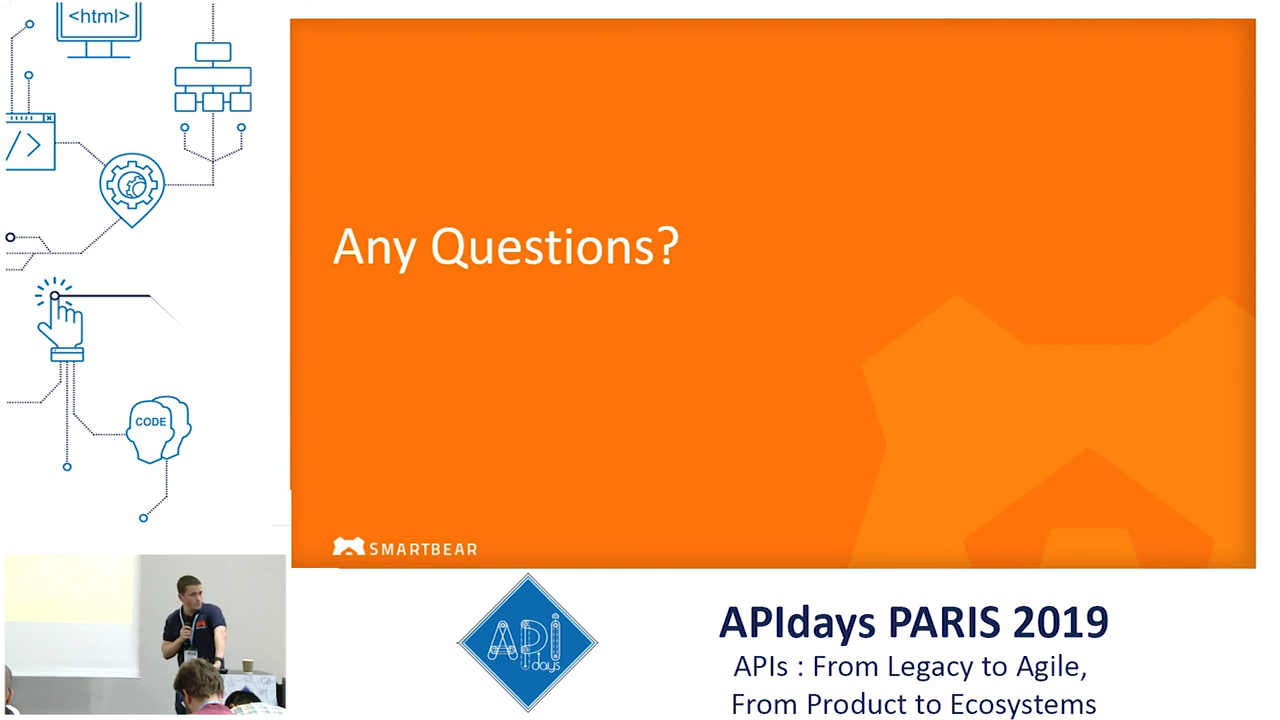 <html>
</>
CODE
Any Questions?
SMARTBEAR
API
days
APIdays PARIS 2019
APIs : From Legacy to Agile,
From Product to Ecosystems